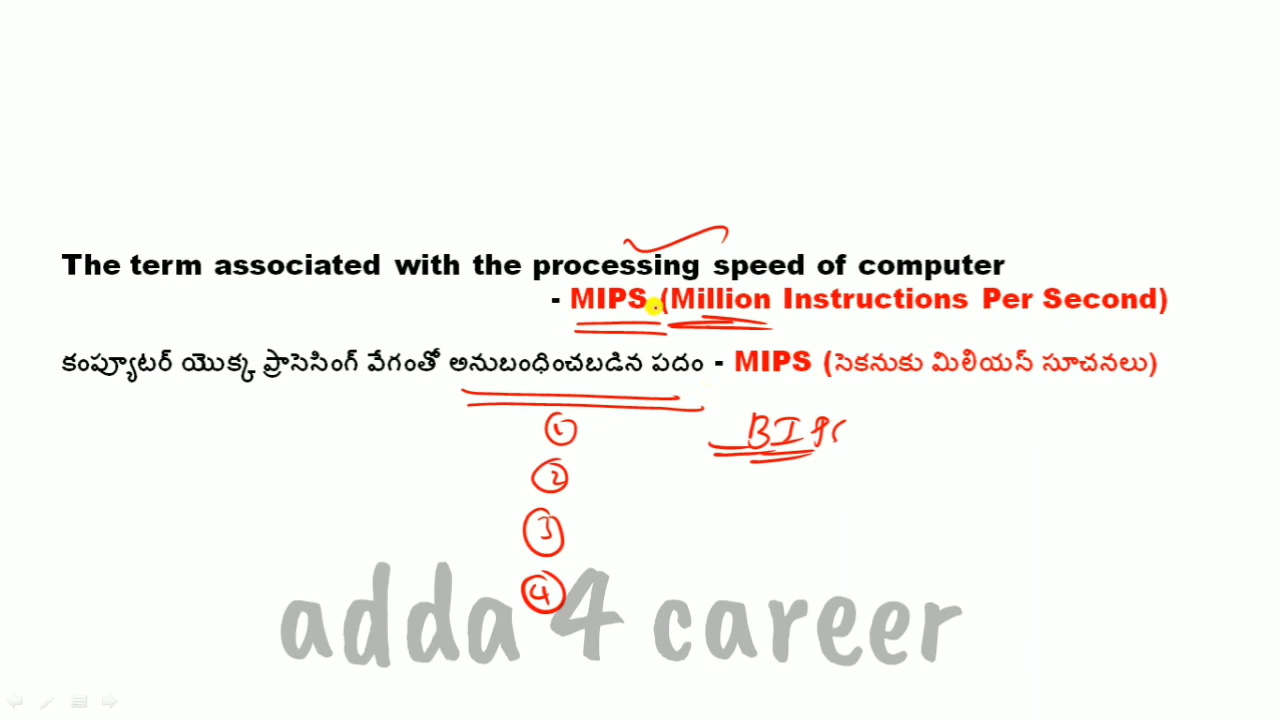 The term associated with the processing speed of computer
- MIPS (Million Instructions Per Second)
కంప్యూటర్ యొక్క ప్రాసెసింగ్ వేగంతో అనుబంధించబడిన పదం - MIPS (సెకనుకు మిలియన్ సూచనలు)
①
BIPS
②
③
④
adda 4 career